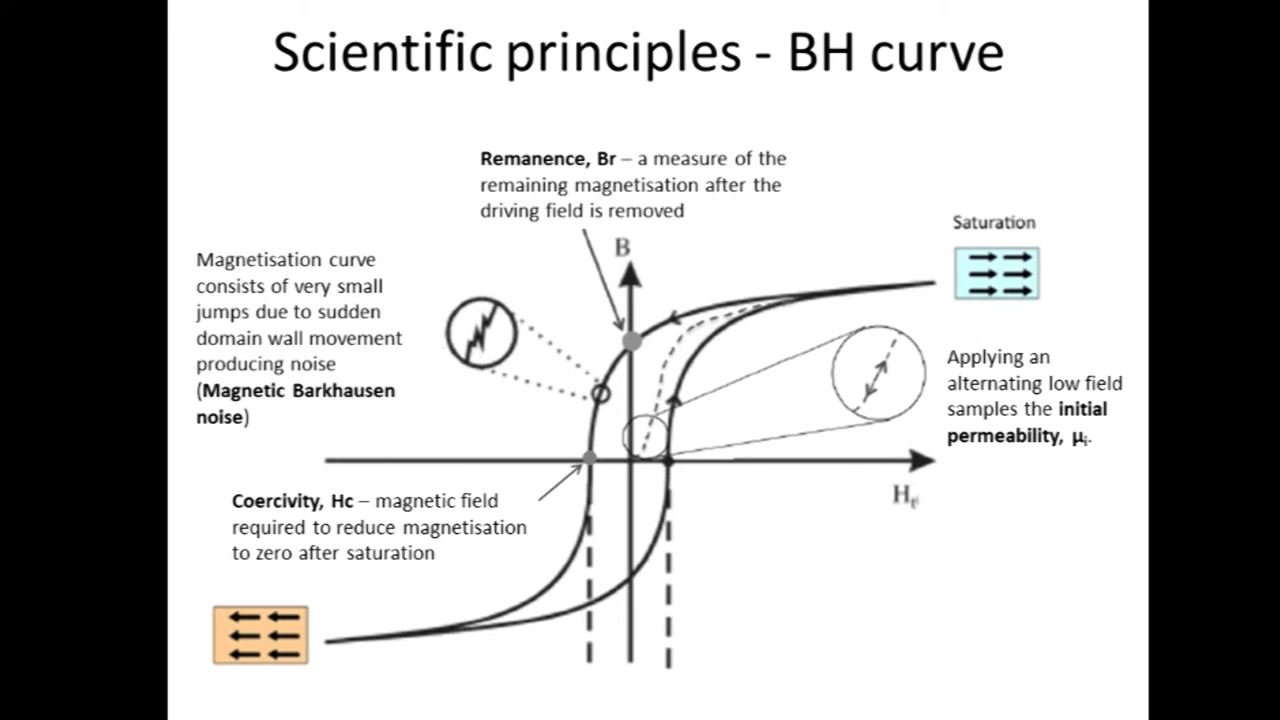 Scientific principles - BH curve
Remanence, Br – a measure of the
remaining magnetisation after the
driving field is removed
Saturation
B
Magnetisation curve
consists of very small
jumps due to sudden
domain wall movement
producing noise
(Magnetic Barkhausen
noise)
Applying an
alternating low field
samples the initial
permeability, μi.
H
Coercivity, Hc – magnetic field
required to reduce magnetisation
to zero after saturation